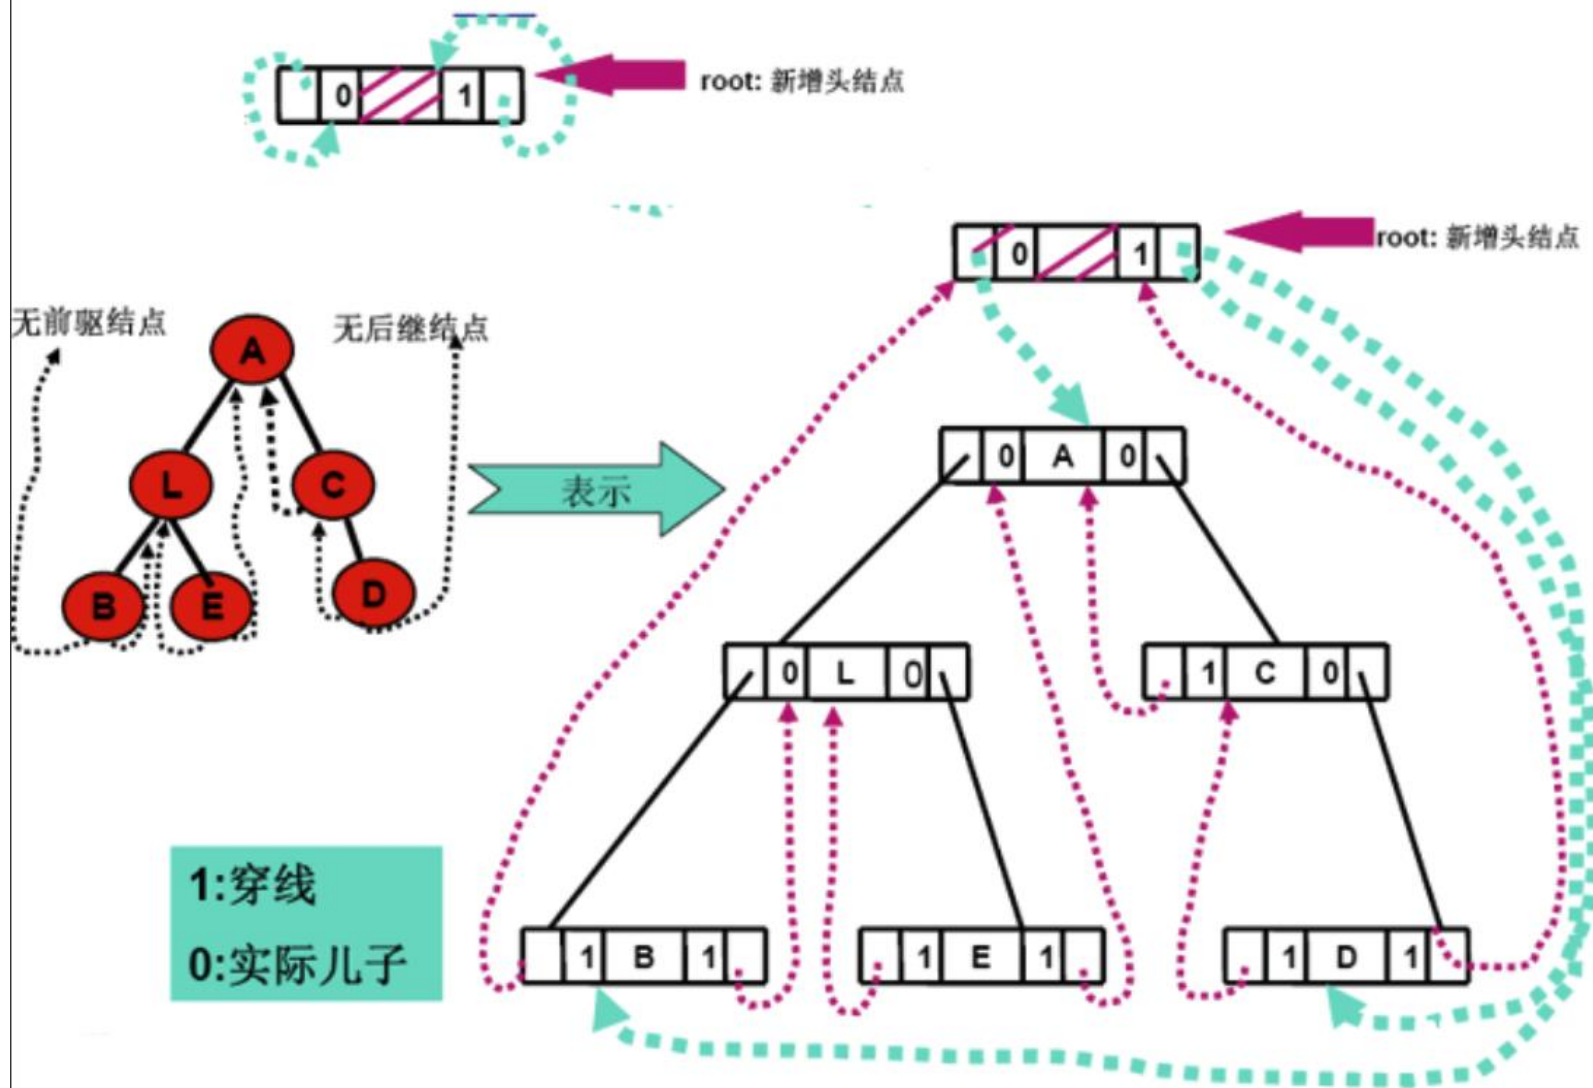 0 1
root: 新增头结点
0 1
root: 新增头结点
无前驱结点
无后继结点
A
L
C
B
E
D
表示
0 A 0
0 L 0
1 C 0
1 B 1
1 E 1
1 D 1
1:穿线
0:实际儿子